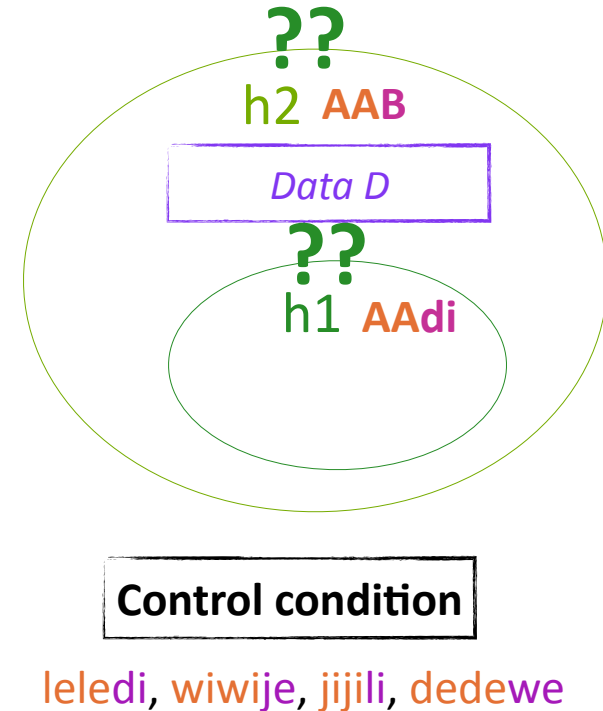 ??
h2 AAB
Data D
??
h1 AAdi
Control condition
leledi, wiwije, jijili, dedewe